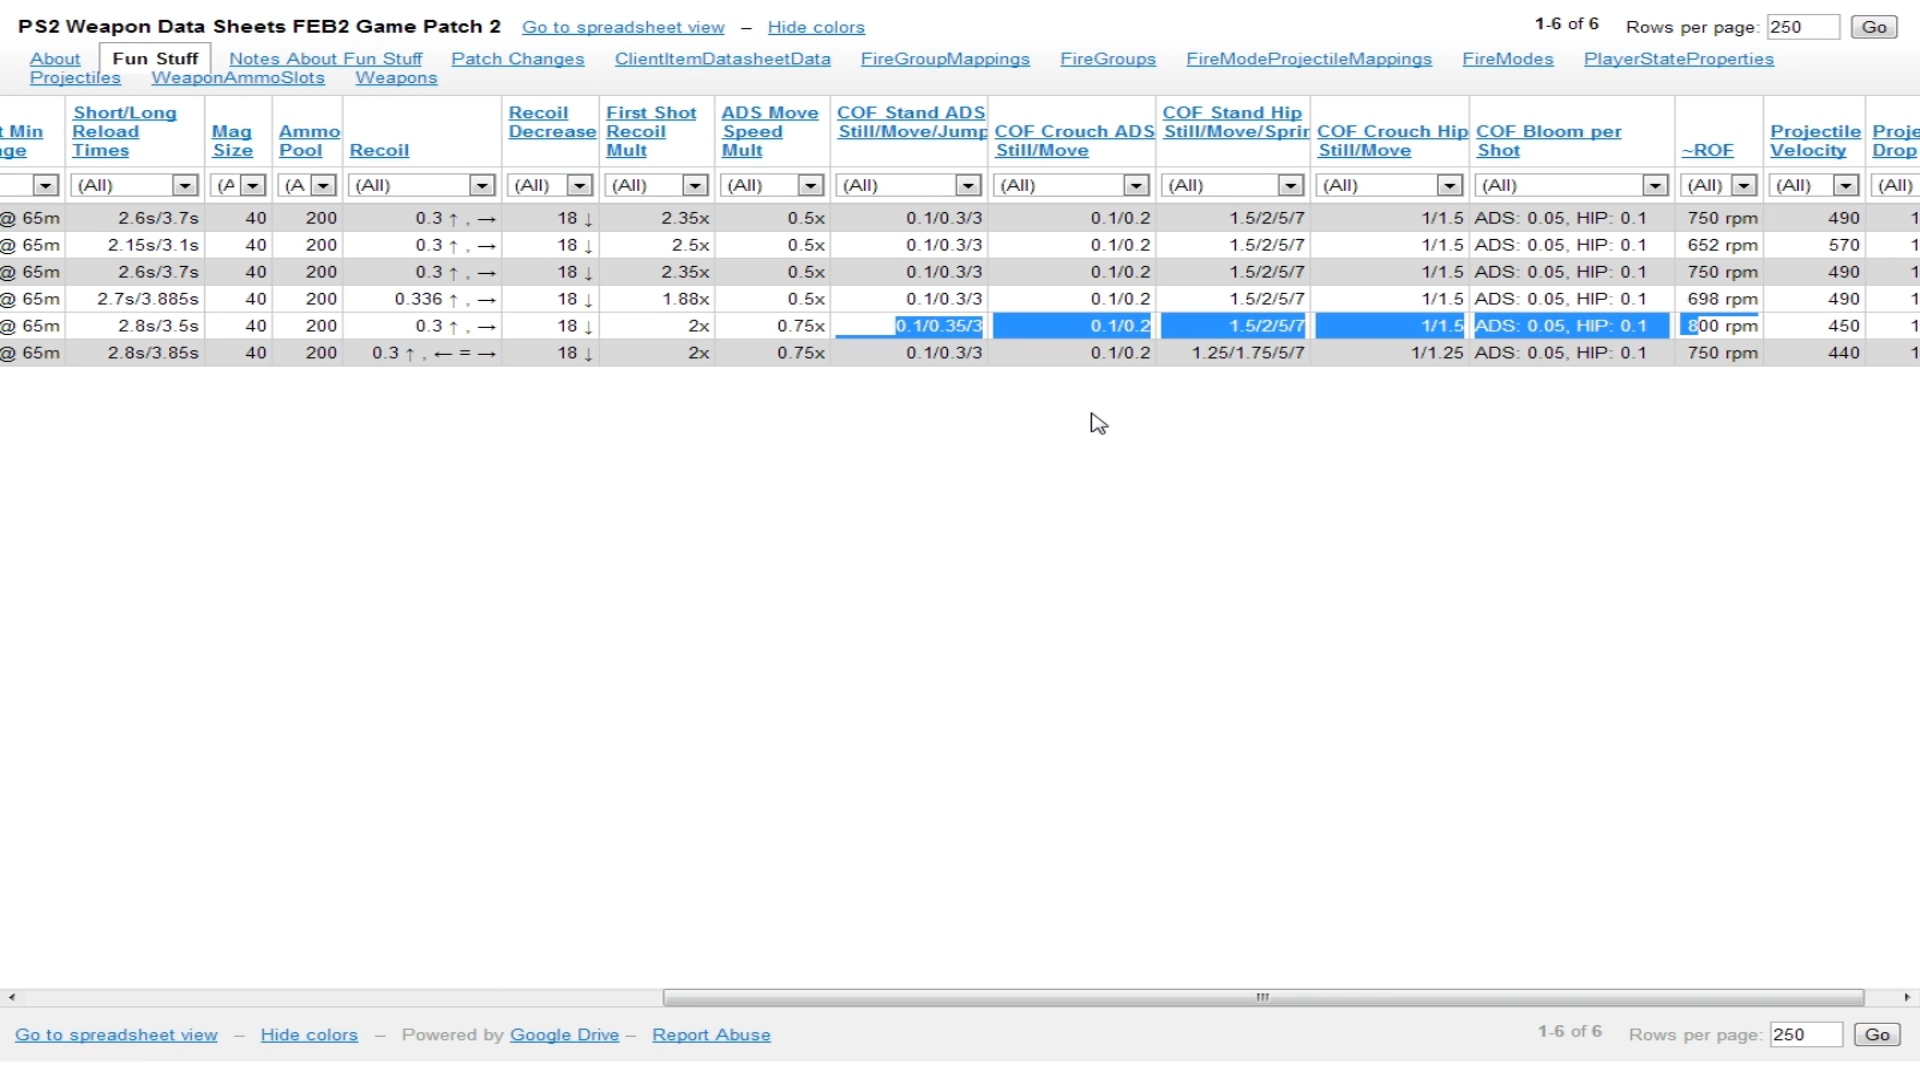 PS2 Weapon Data Sheets FEB2 Game Patch 2 Go to spreadsheet view – Hide colors 1-6 of 6 Rows per page: 250 Go
About Fun Stuff Notes About Fun Stuff Patch Changes ClientItemDatasheetData FireGroupMappings FireGroups FireModeProjectileMappings FireModes PlayerStateProperties
Projectiles WeaponAmmoSlots Weapons
t Min ge Short/Long Reload Times Mag Size Ammo Pool Recoil Recoil Decrease First Shot Recoil Mult ADS Move Speed Mult COF Stand ADS Still/Move/Jump COF Crouch ADS Still/Move COF Stand Hip Still/Move/Sprin COF Crouch Hip Still/Move COF Bloom per Shot ~ROF Projectile Velocity Proje Drop
(All) (A (A (All) (All) (All) (All) (All) (All) (All) (All) (All) (All) (All) (All)
@ 65m 2.6s/3.7s 40 200 0.3 ↑ , → 18 ↓ 2.35x 0.5x 0.1/0.3/3 0.1/0.2 1.5/2/5/7 1/1.5 ADS: 0.05, HIP: 0.1 750 rpm 490 1
@ 65m 2.15s/3.1s 40 200 0.3 ↑ , → 18 ↓ 2.5x 0.5x 0.1/0.3/3 0.1/0.2 1.5/2/5/7 1/1.5 ADS: 0.05, HIP: 0.1 652 rpm 570 1
@ 65m 2.6s/3.7s 40 200 0.3 ↑ , → 18 ↓ 2.35x 0.5x 0.1/0.3/3 0.1/0.2 1.5/2/5/7 1/1.5 ADS: 0.05, HIP: 0.1 750 rpm 490 1
@ 65m 2.7s/3.885s 40 200 0.336 ↑ , → 18 ↓ 1.88x 0.5x 0.1/0.3/3 0.1/0.2 1.5/2/5/7 1/1.5 ADS: 0.05, HIP: 0.1 698 rpm 490 1
@ 65m 2.8s/3.5s 40 200 0.3 ↑ , → 18 ↓ 2x 0.75x 0.1/0.35/3 0.1/0.2 1.5/2/5/7 1/1.5 ADS: 0.05, HIP: 0.1 800 rpm 450 1
@ 65m 2.8s/3.85s 40 200 0.3 ↑ , ← = → 18 ↓ 2x 0.75x 0.1/0.3/3 0.1/0.2 1.25/1.75/5/7 1/1.25 ADS: 0.05, HIP: 0.1 750 rpm 440 1
Go to spreadsheet view – Hide colors – Powered by Google Drive – Report Abuse 1-6 of 6 Rows per page: 250 Go